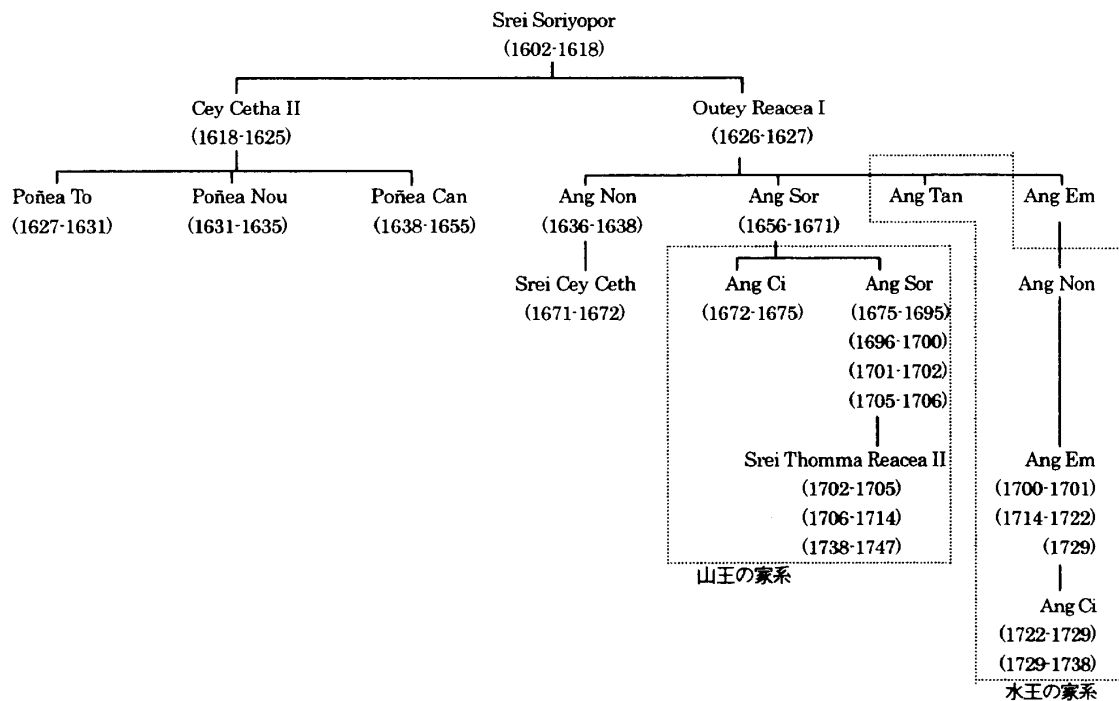 Srei Soriyopor
(1602-1618)
Cey Cetha II
Outey Reacea I
(1618-1625)
(1626-1627)
Poñea To
Poñea Nou
Poñea Can
Ang Non
Ang Sor
Ang Tan
Ang Em
(1627-1631)
(1631-1635)
(1638-1655)
(1636-1638)
(1656-1671)
Srei Cey Ceth
Ang Ci
Ang Sor
Ang Non
(1671-1672)
(1672-1675)
(1675-1695)
(1696-1700)
(1701-1702)
(1705-1706)
Srei Thomma Reacea II
Ang Em
(1702-1705)
(1700-1701)
(1706-1714)
(1714-1722)
(1738-1747)
(1729)
山王の家系
Ang Ci
(1722-1729)
(1729-1738)
水王の家系